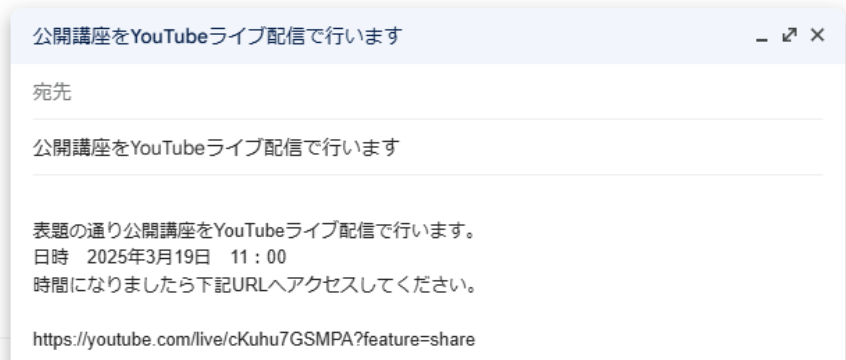 公開講座をYouTubeライブ配信で行います
宛先
公開講座をYouTubeライブ配信で行います
表題の通り公開講座をYouTubeライブ配信で行います。
日時　2025年3月19日　11：00
時間になりましたら下記URLへアクセスしてください。
https://youtube.com/live/cKuhu7GSMPA?feature=share